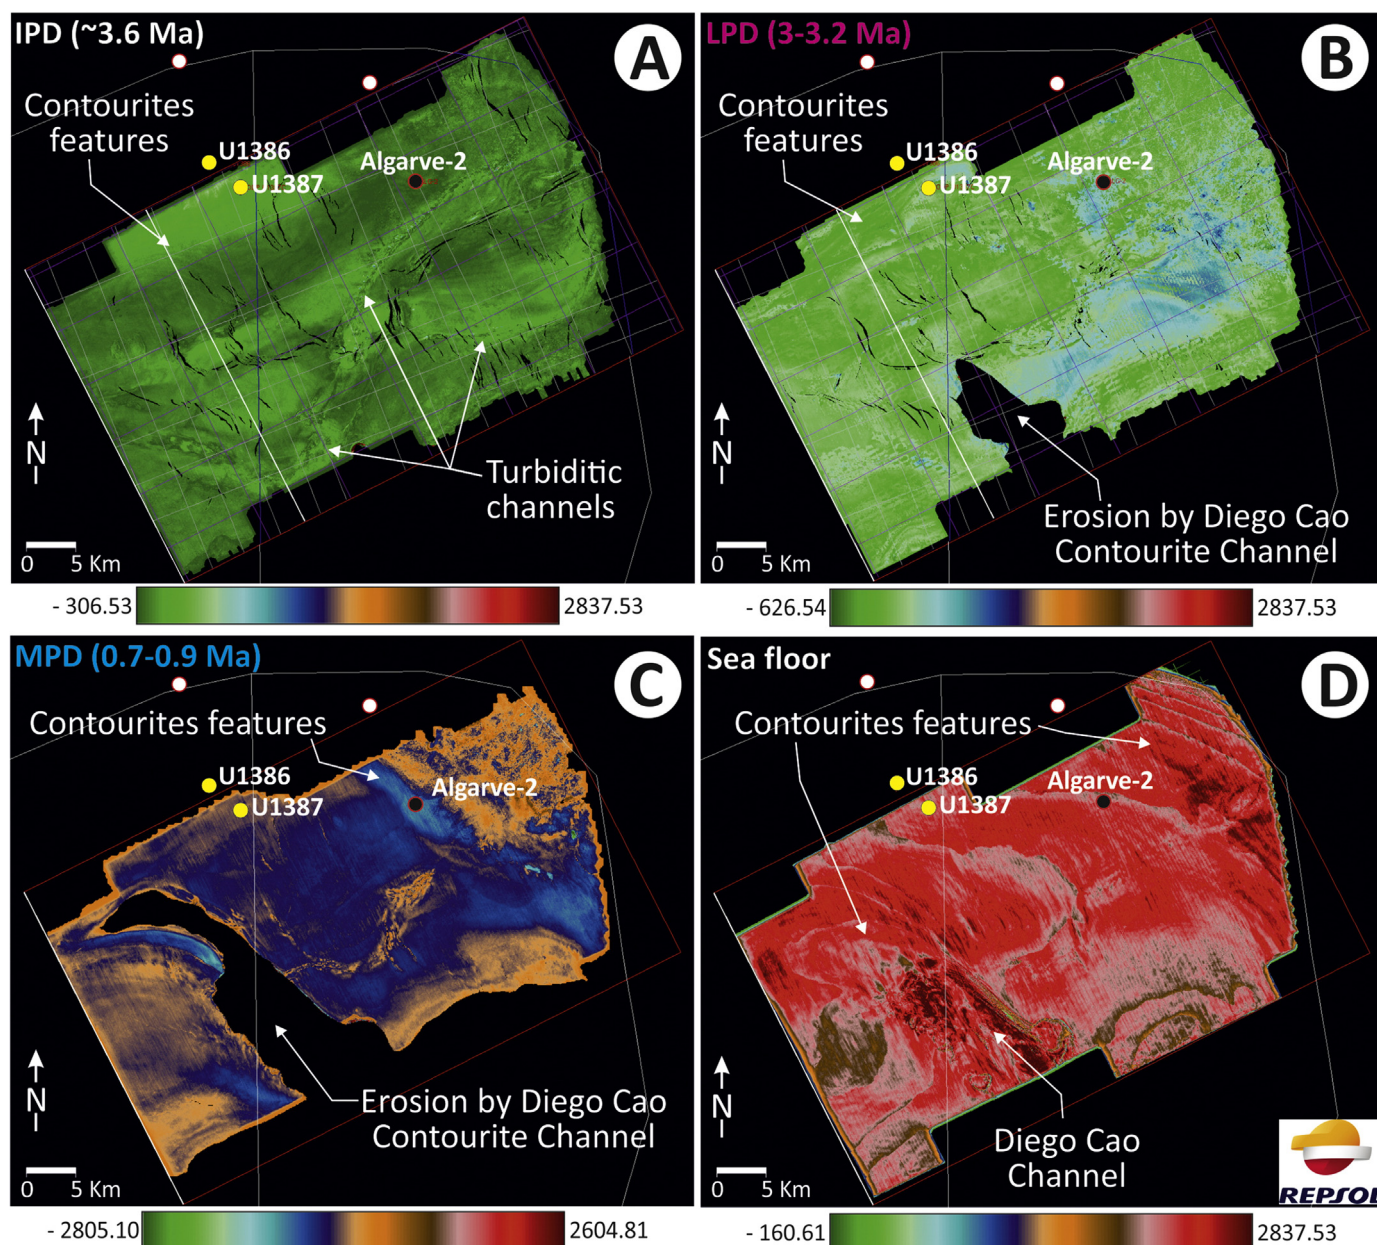 IPD (~3.6 Ma)
A
Contourites
features
U1386
U1387
Algarve-2
Turbiditic
channels
N
0 5 Km
- 306.53 2837.53
LPD (3-3.2 Ma)
B
Contourites
features
U1386
U1387
Algarve-2
Erosion by Diego Cao
Contourite Channel
N
0 5 Km
- 626.54 2837.53
MPD (0.7-0.9 Ma)
C
Contourites features
U1386
U1387
Algarve-2
Erosion by Diego Cao
Contourite Channel
N
0 5 Km
- 2805.10 2604.81
Sea floor
D
Contourites features
U1386
U1387
Algarve-2
Diego Cao
Channel
N
0 5 Km
REPSOL
- 160.61 2837.53